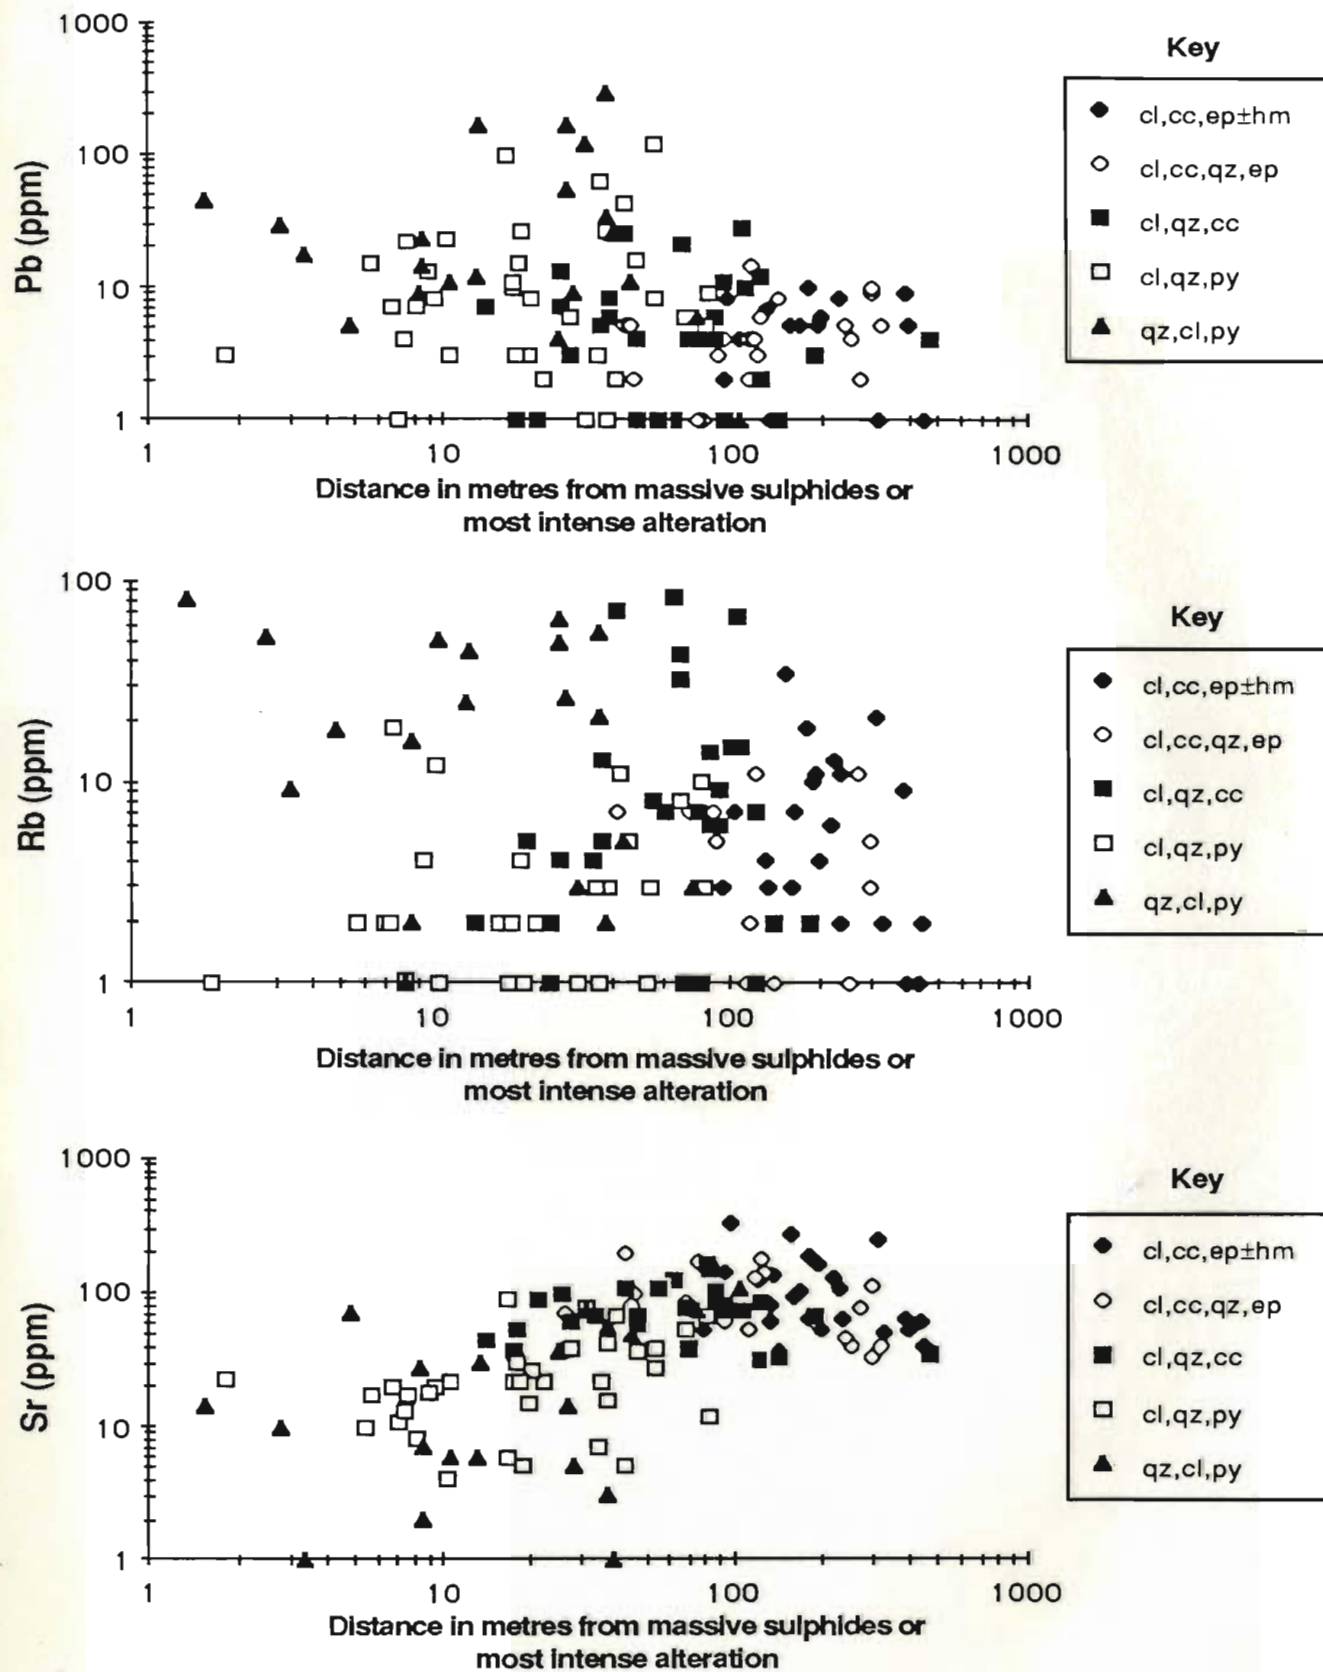 1000
100
10
1
Pb (ppm)
1 10 100 1000
Distance in metres from massive sulphides or
most intense alteration
Key
cl,cc,ep±hm
cl,cc,qz,ep
cl,qz,cc
cl,qz,py
qz,cl,py
100
10
1
Rb (ppm)
1 10 100 1000
Distance in metres from massive sulphides or
most intense alteration
Key
cl,cc,ep±hm
cl,cc,qz,ep
cl,qz,cc
cl,qz,py
qz,cl,py
1000
100
10
1
Sr (ppm)
1 10 100 1000
Distance in metres from massive sulphides or
most intense alteration
Key
cl,cc,ep±hm
cl,cc,qz,ep
cl,qz,cc
cl,qz,py
qz,cl,py